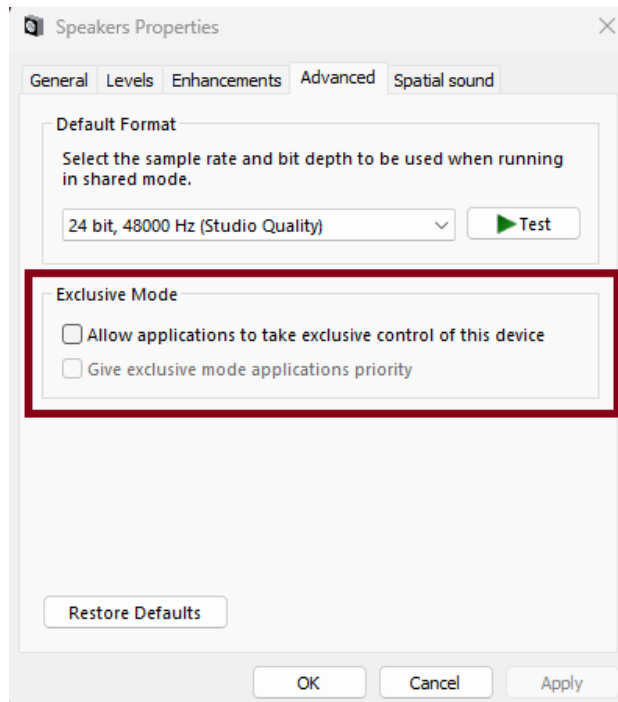 Speakers Properties
General Levels Enhancements Advanced Spatial sound
Default Format
Select the sample rate and bit depth to be used when running
in shared mode.
24 bit, 48000 Hz (Studio Quality)
Test
Exclusive Mode
Allow applications to take exclusive control of this device
Give exclusive mode applications priority
Restore Defaults
OK Cancel Apply